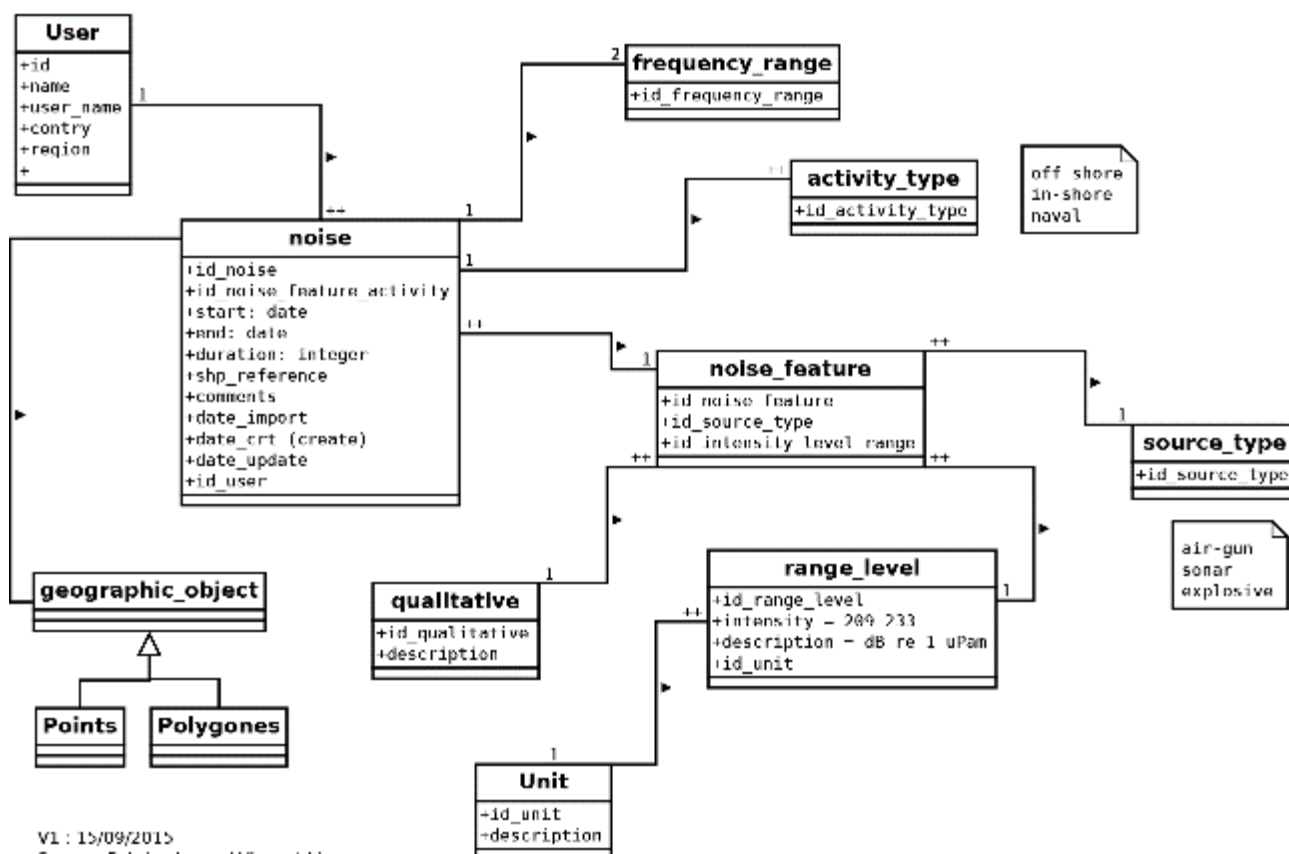 User
+id
+name
+user_name
+contry
+region
+
1
++
2
frequency_range
+id_frequency_range
1
++
activity_type
+id_activity_type
1
off shore
in-shore
naval
noise
+id_noise
+id_noise_feature_activity
+start: date
+end: date
+duration: integer
+shp_reference
+comments
+date_import
+date_crt (create)
+date_update
+id_user
++
1
noise_feature
+id_noise_feature
+id_source_type
+id_intensity_level_range
++
1
source_type
+id_source_type
air-gun
sonar
explosive
++
++
1
qualitative
+id_qualitative
+description
1
range_level
+id_range_level
+intensity = 209 233
+description = dB re 1 uPam
+id_unit
++
1
Unit
+id_unit
+description
geographic_object
Points
Polygones
V1 : 15/09/2015